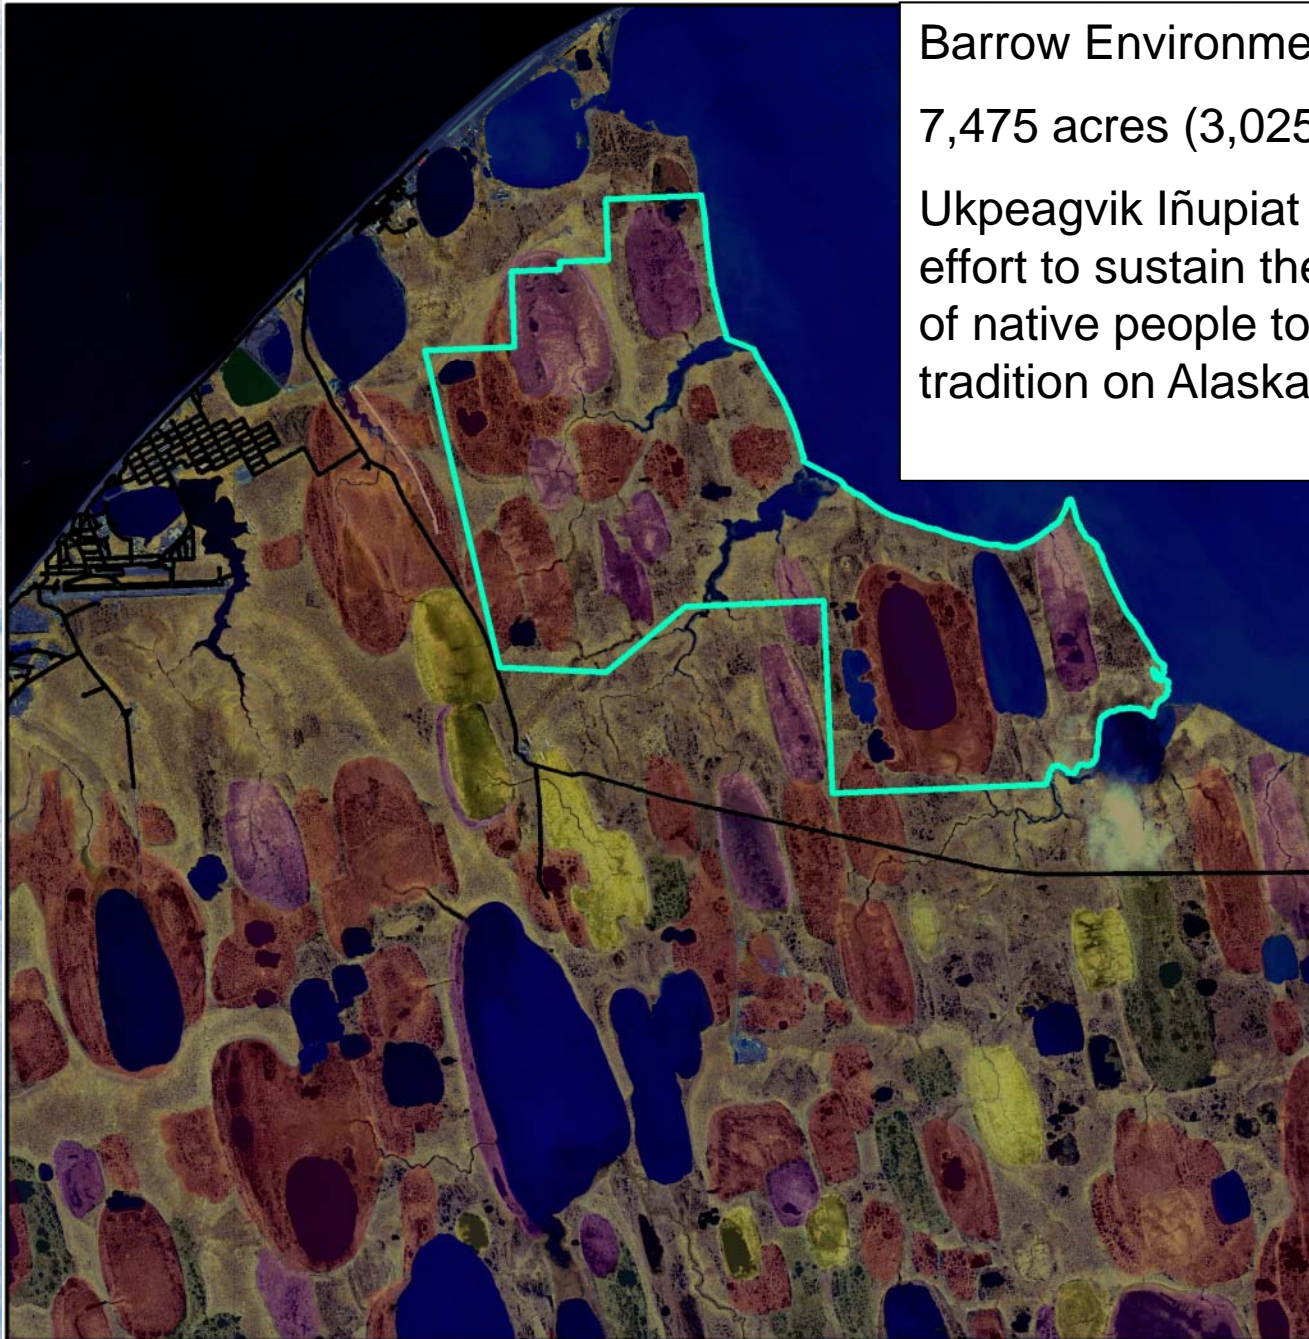 Barrow Environme
7,475 acres (3,025
Ukpeagvik Iñupiat
effort to sustain the
of native people to
tradition on Alaska